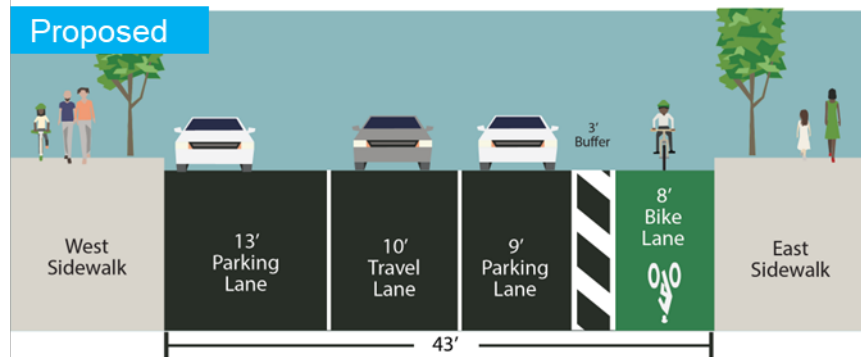 Proposed
3'
Buffer
West
Sidewalk
13'
Parking
Lane
10'
Travel
Lane
9'
Parking
Lane
8'
Bike
Lane
East
Sidewalk
43'